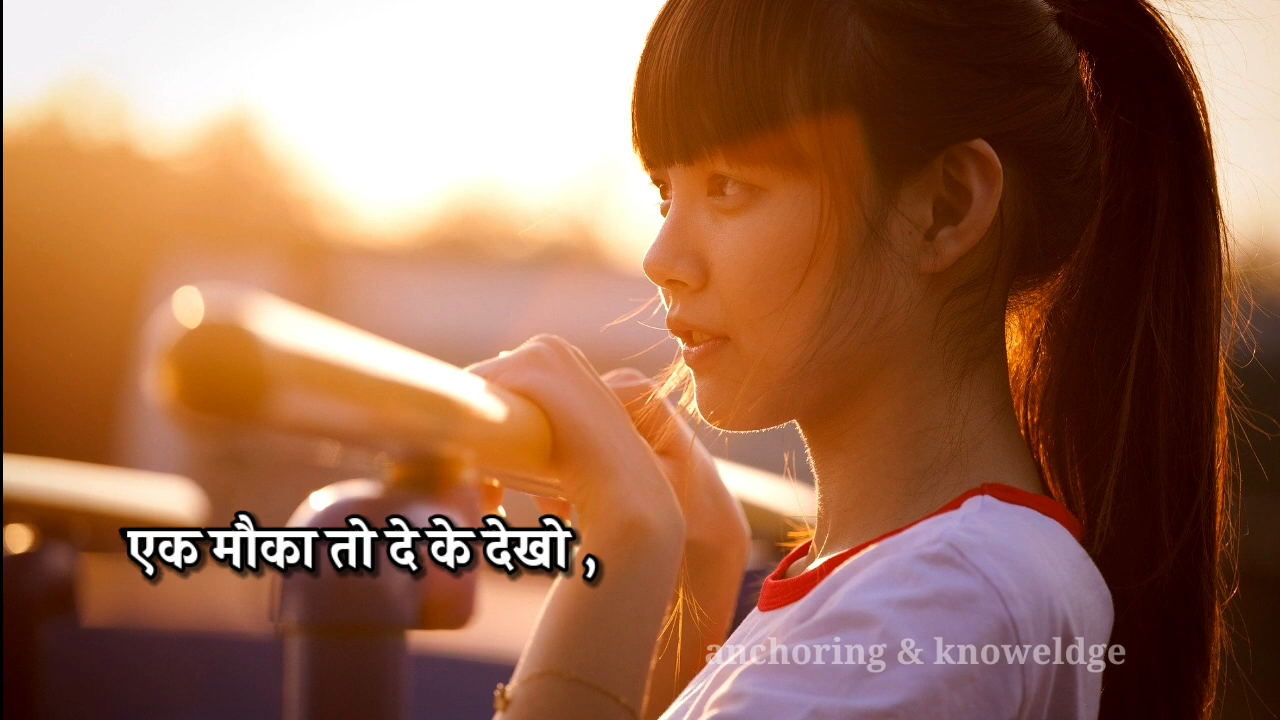 एक मौका तो दे के देखो ,
anchoring & knoweldge